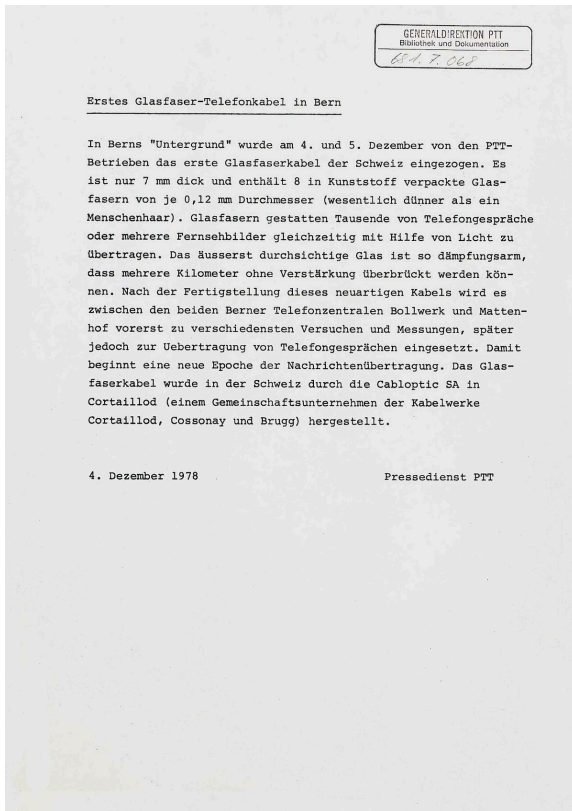 GENERALDIREKTION PTT
Bibliothek und Dokumentation
681.7.068
Erstes Glasfaser-Telefonkabel in Bern
In Berns "Untergrund" wurde am 4. und 5. Dezember von den PTT-
Betrieben das erste Glasfaserkabel der Schweiz eingezogen. Es
ist nur 7 mm dick und enthält 8 in Kunststoff verpackte Glas-
fasern von je 0,12 mm Durchmesser (wesentlich dünner als ein
Menschenhaar). Glasfasern gestatten Tausende von Telefongespräche
oder mehrere Fernsehbilder gleichzeitig mit Hilfe von Licht zu
übertragen. Das äusserst durchsichtige Glas ist so dämpfungsarm,
dass mehrere Kilometer ohne Verstärkung überbrückt werden kön-
nen. Nach der Fertigstellung dieses neuartigen Kabels wird es
zwischen den beiden Berner Telefonzentralen Bollwerk und Matten-
hof vorerst zu verschiedensten Versuchen und Messungen, später
jedoch zur Uebertragung von Telefongesprächen eingesetzt. Damit
beginnt eine neue Epoche der Nachrichtenübertragung. Das Glas-
faserkabel wurde in der Schweiz durch die Cabloptic SA in
Cortaillod (einem Gemeinschaftsunternehmen der Kabelwerke
Cortaillod, Cossonay und Brugg) hergestellt.
4. Dezember 1978 Pressedienst PTT